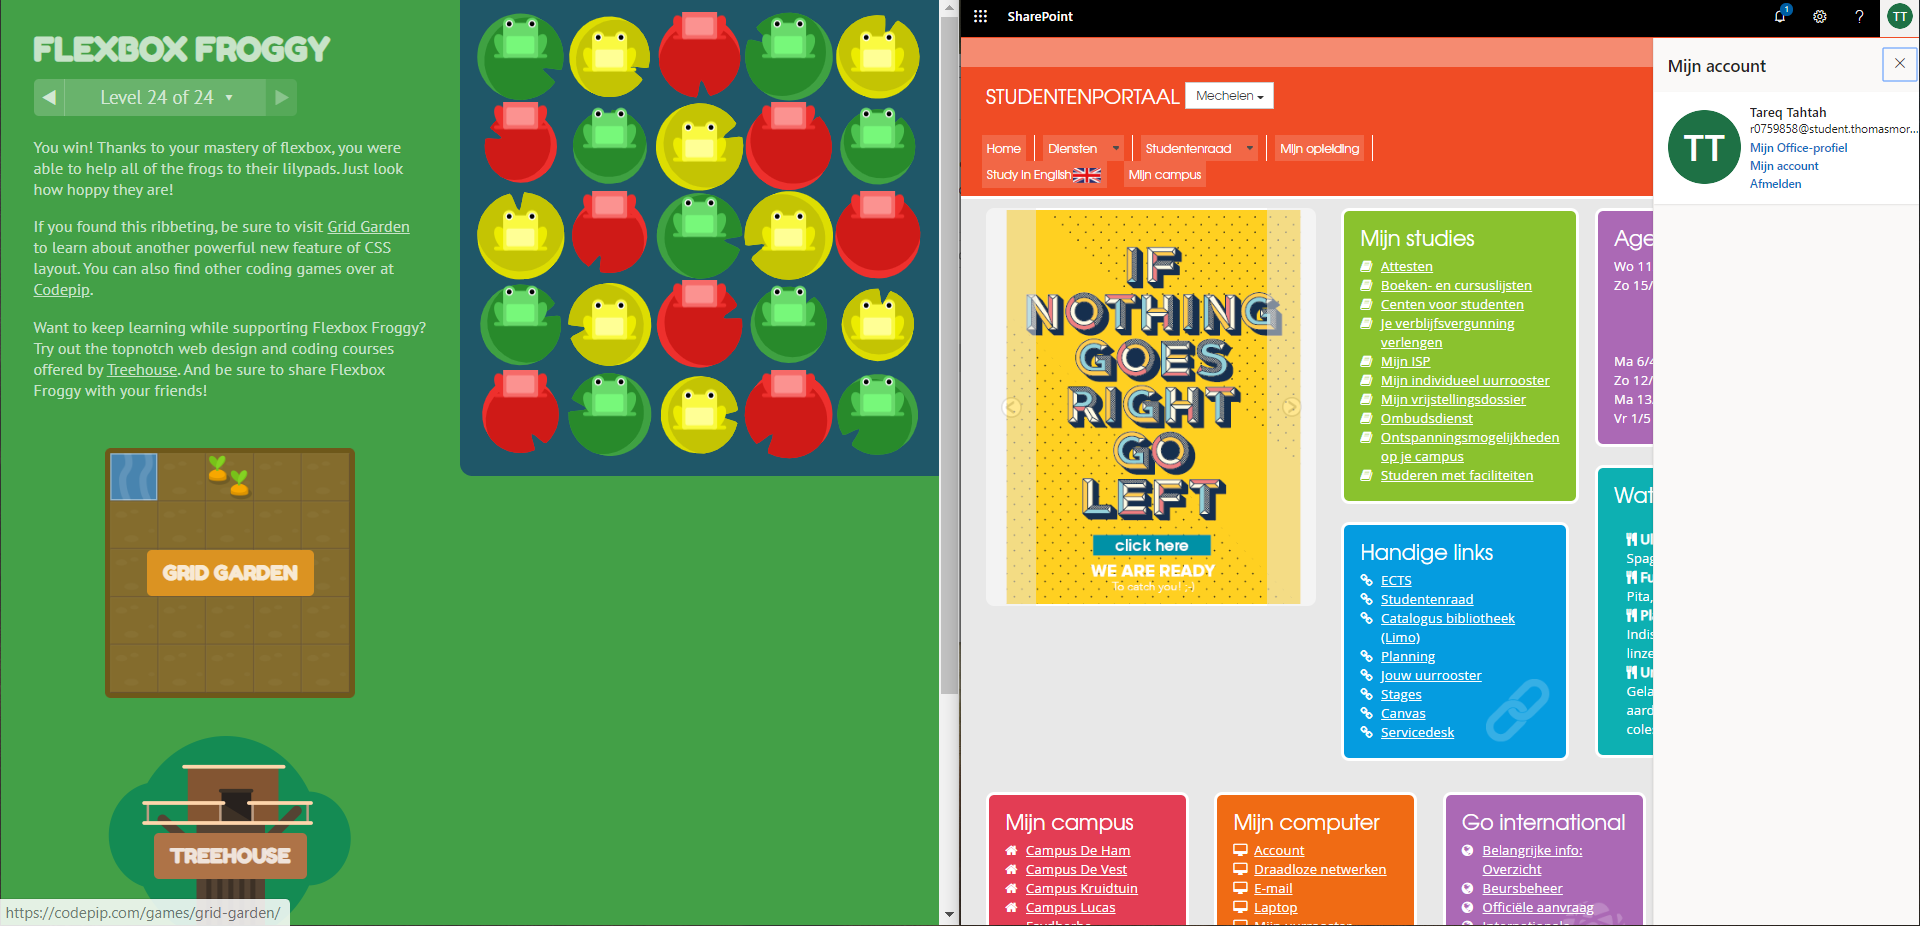 FLEXBOX FROGGY
Level 24 of 24
You win! Thanks to your mastery of flexbox, you were
able to help all of the frogs to their lilypads. Just look
how hoppy they are!
If you found this ribbeting, be sure to visit Grid Garden
to learn about another powerful new feature of CSS
layout. You can also find other coding games over at
Codepip.
Want to keep learning while supporting Flexbox Froggy?
Try out the topnotch web design and coding courses
offered by Treehouse. And be sure to share Flexbox
Froggy with your friends!
GRID GARDEN
TREEHOUSE
https://codepip.com/games/grid-garden/
SharePoint
1
?
TT
STUDENTENPORTAAL
Mechelen
Home
Diensten
Studentenraad
Mijn opleiding
Study in English
Mijn campus
IF
NOTHING
GOES
RIGHT
GO
LEFT
click here
WE ARE READY
To catch you! ;-)
Mijn studies
Attesten
Boeken- en cursuslijsten
Centen voor studenten
Je verblijfsvergunning
verlengen
Mijn ISP
Mijn individueel uurrooster
Mijn vrijstellingsdossier
Ombudsdienst
Ontspanningsmogelijkheden
op je campus
Studeren met faciliteiten
Handige links
ECTS
Studentenraad
Catalogus bibliotheek
(Limo)
Planning
Jouw uurrooster
Stages
Canvas
Servicedesk
Age
Wo 11
Zo 15/
Ma 6/4
Zo 12/
Ma 13
Vr 1/5
Wat
Ul
Spag
Fu
Pita,
Pl
Indis
linze
Un
Gela
aard
cole
Mijn campus
Campus De Ham
Campus De Vest
Campus Kruidtuin
Campus Lucas
Mijn computer
Account
Draadloze netwerken
E-mail
Laptop
Go international
Belangrijke info:
Overzicht
Beursbeheer
Officiële aanvraag
Mijn account
TT
Tareq Tahtah
r0759858@student.thomasmor...
Mijn Office-profiel
Mijn account
Afmelden